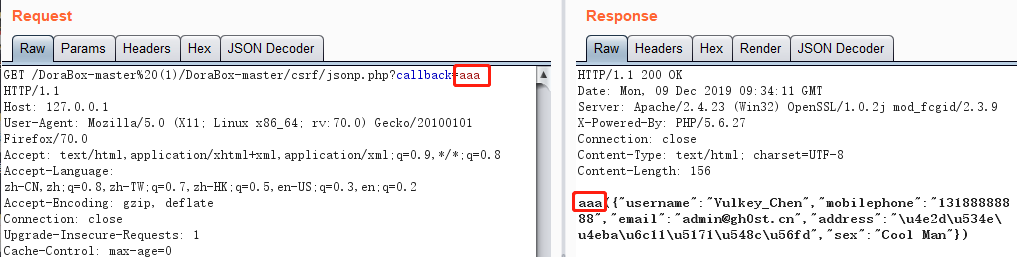 Request
Raw Params Headers Hex JSON Decoder
GET /DoraBox-master%20(1)/DoraBox-master/csrf/jsonp.php?callback=aaa
HTTP/1.1
Host: 127.0.0.1
User-Agent: Mozilla/5.0 (X11; Linux x86_64; rv:70.0) Gecko/20100101
Firefox/70.0
Accept: text/html,application/xhtml+xml,application/xml;q=0.9,*/*;q=0.8
Accept-Language:
zh-CN,zh;q=0.8,zh-TW;q=0.7,zh-HK;q=0.5,en-US;q=0.3,en;q=0.2
Accept-Encoding: gzip, deflate
Connection: close
Upgrade-Insecure-Requests: 1
Cache-Control: max-age=0
Response
Raw Headers Hex Render JSON Decoder
HTTP/1.1 200 OK
Date: Mon, 09 Dec 2019 09:34:11 GMT
Server: Apache/2.4.23 (Win32) OpenSSL/1.0.2j mod_fcgid/2.3.9
X-Powered-By: PHP/5.6.27
Connection: close
Content-Type: text/html; charset=UTF-8
Content-Length: 156
aaa({"username":"Vulkey_Chen","mobilephone":"131888888
88","email":"admin@gh0st.cn","address":"\u4e2d\u534e\
u4eba\u6c11\u5171\u548c\u56fd","sex":"Cool Man"})